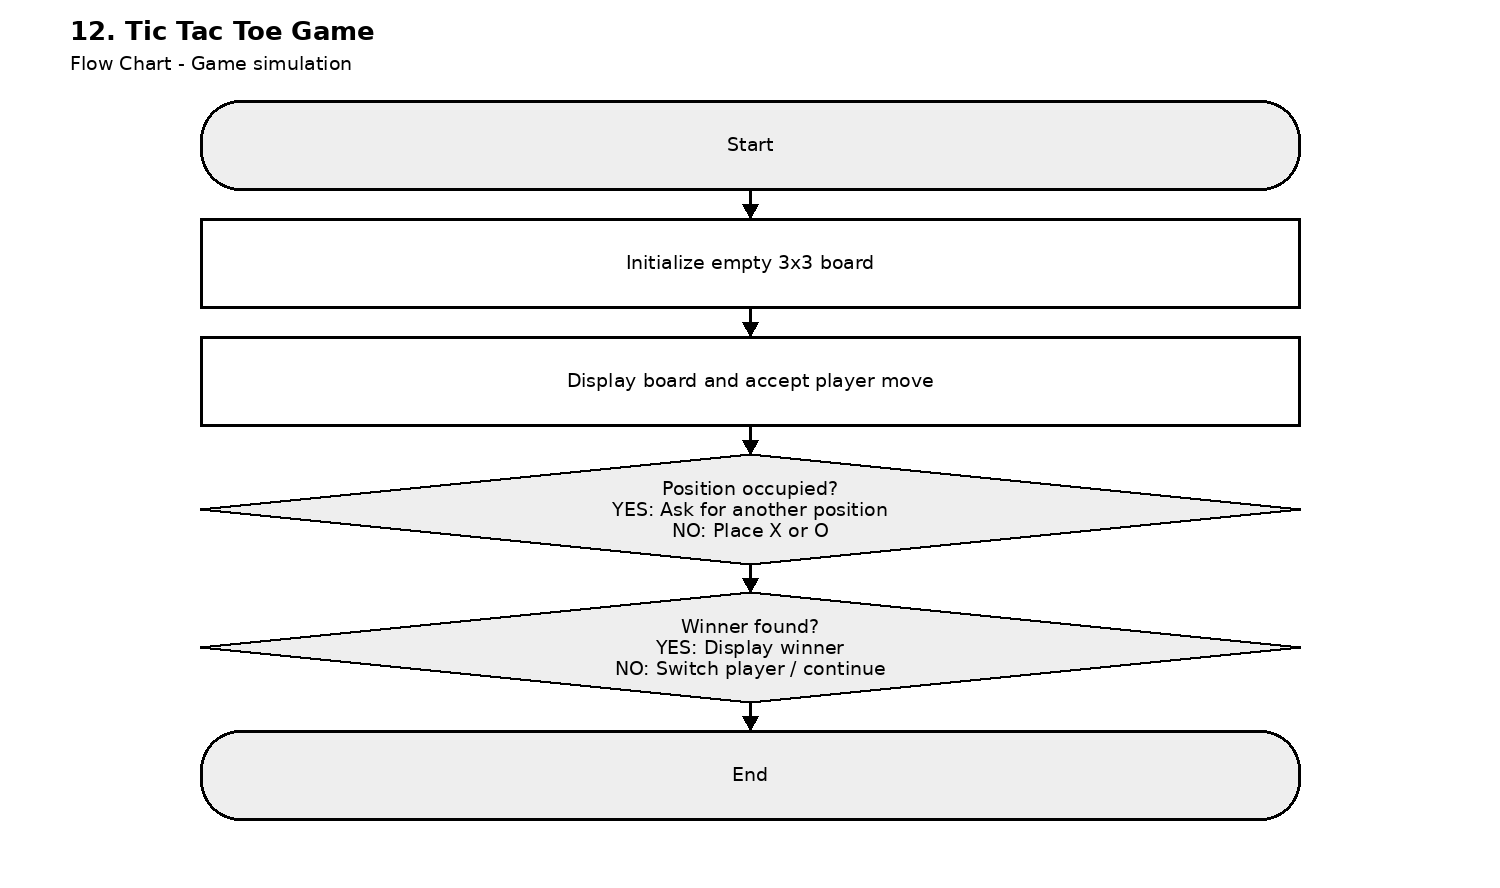 12. Tic Tac Toe Game
Flow Chart - Game simulation
Start
Initialize empty 3x3 board
Display board and accept player move
Position occupied?
YES: Ask for another position
NO: Place X or O
Winner found?
YES: Display winner
NO: Switch player / continue
End